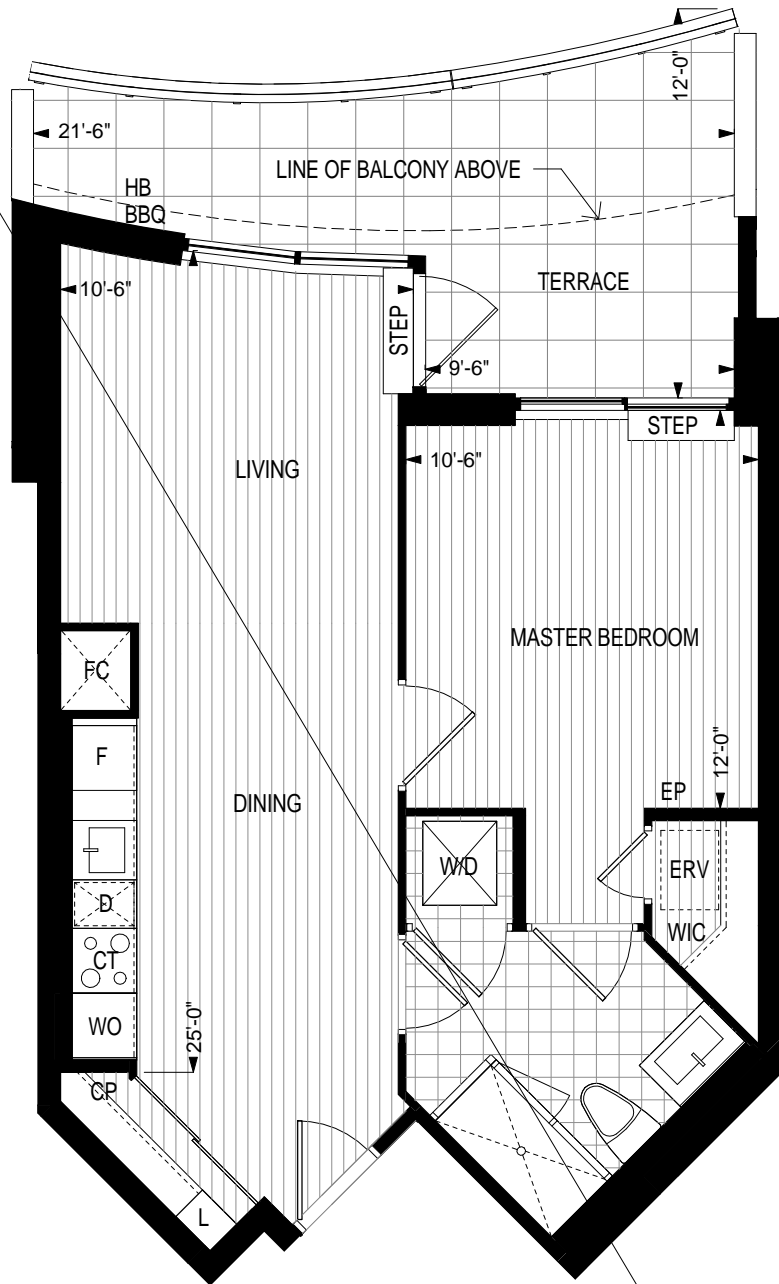 12'-0"
21'-6"
LINE OF BALCONY ABOVE
HB
BBQ
TERRACE
10'-6"
STEP
9'-6"
STEP
10'-6"
LIVING
MASTER BEDROOM
FC
F
12'-0"
EP
DINING
W/D
ERV
D
WIC
CT
WO
25'-0"
CP
L